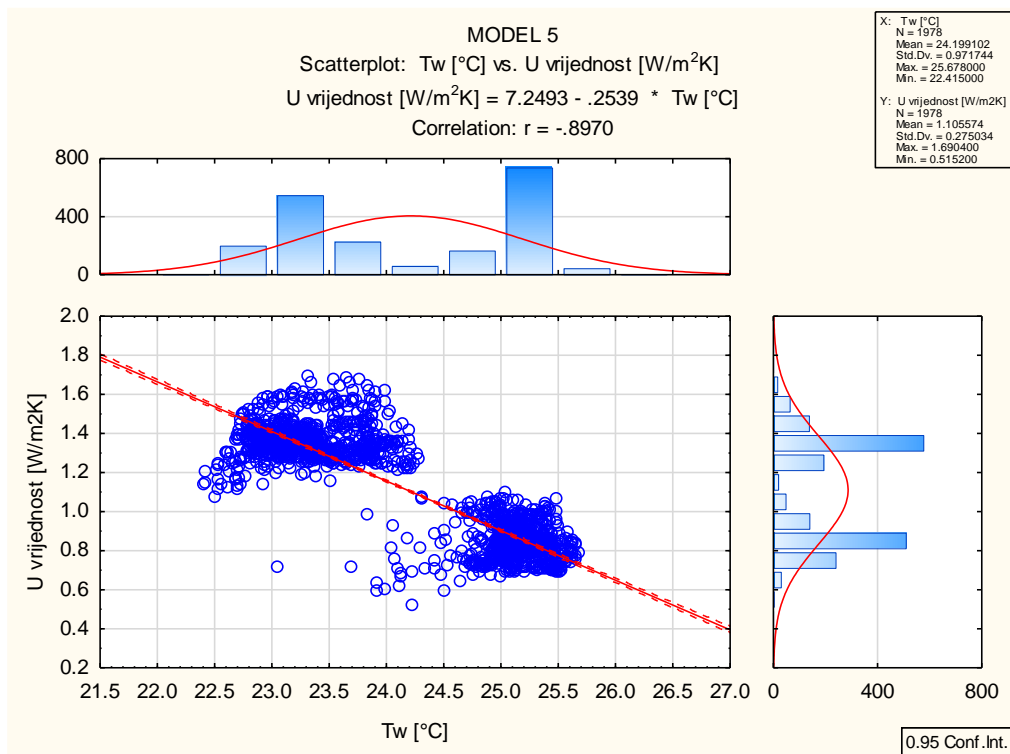 MODEL 5
Scatterplot: Tw [°C] vs. U vrijednost [W/m²K]
U vrijednost [W/m²K] = 7.2493 - .2539 * Tw [°C]
Correlation: r = -.8970
X: Tw [°C]
N = 1978
Mean = 24.199102
Std.Dv. = 0.971744
Max. = 25.678000
Min. = 22.415000
Y: U vrijednost [W/m2K]
N = 1978
Mean = 1.105574
Std.Dv. = 0.275034
Max. = 1.690400
Min. = 0.515200
800
400
0
2.0
1.8
1.6
1.4
1.2
1.0
0.8
0.6
0.4
0.2
U vrijednost [W/m2K]
21.5 22.0 22.5 23.0 23.5 24.0 24.5 25.0 25.5 26.0 26.5 27.0
Tw [°C]
0 400 800
0.95 Conf.Int.